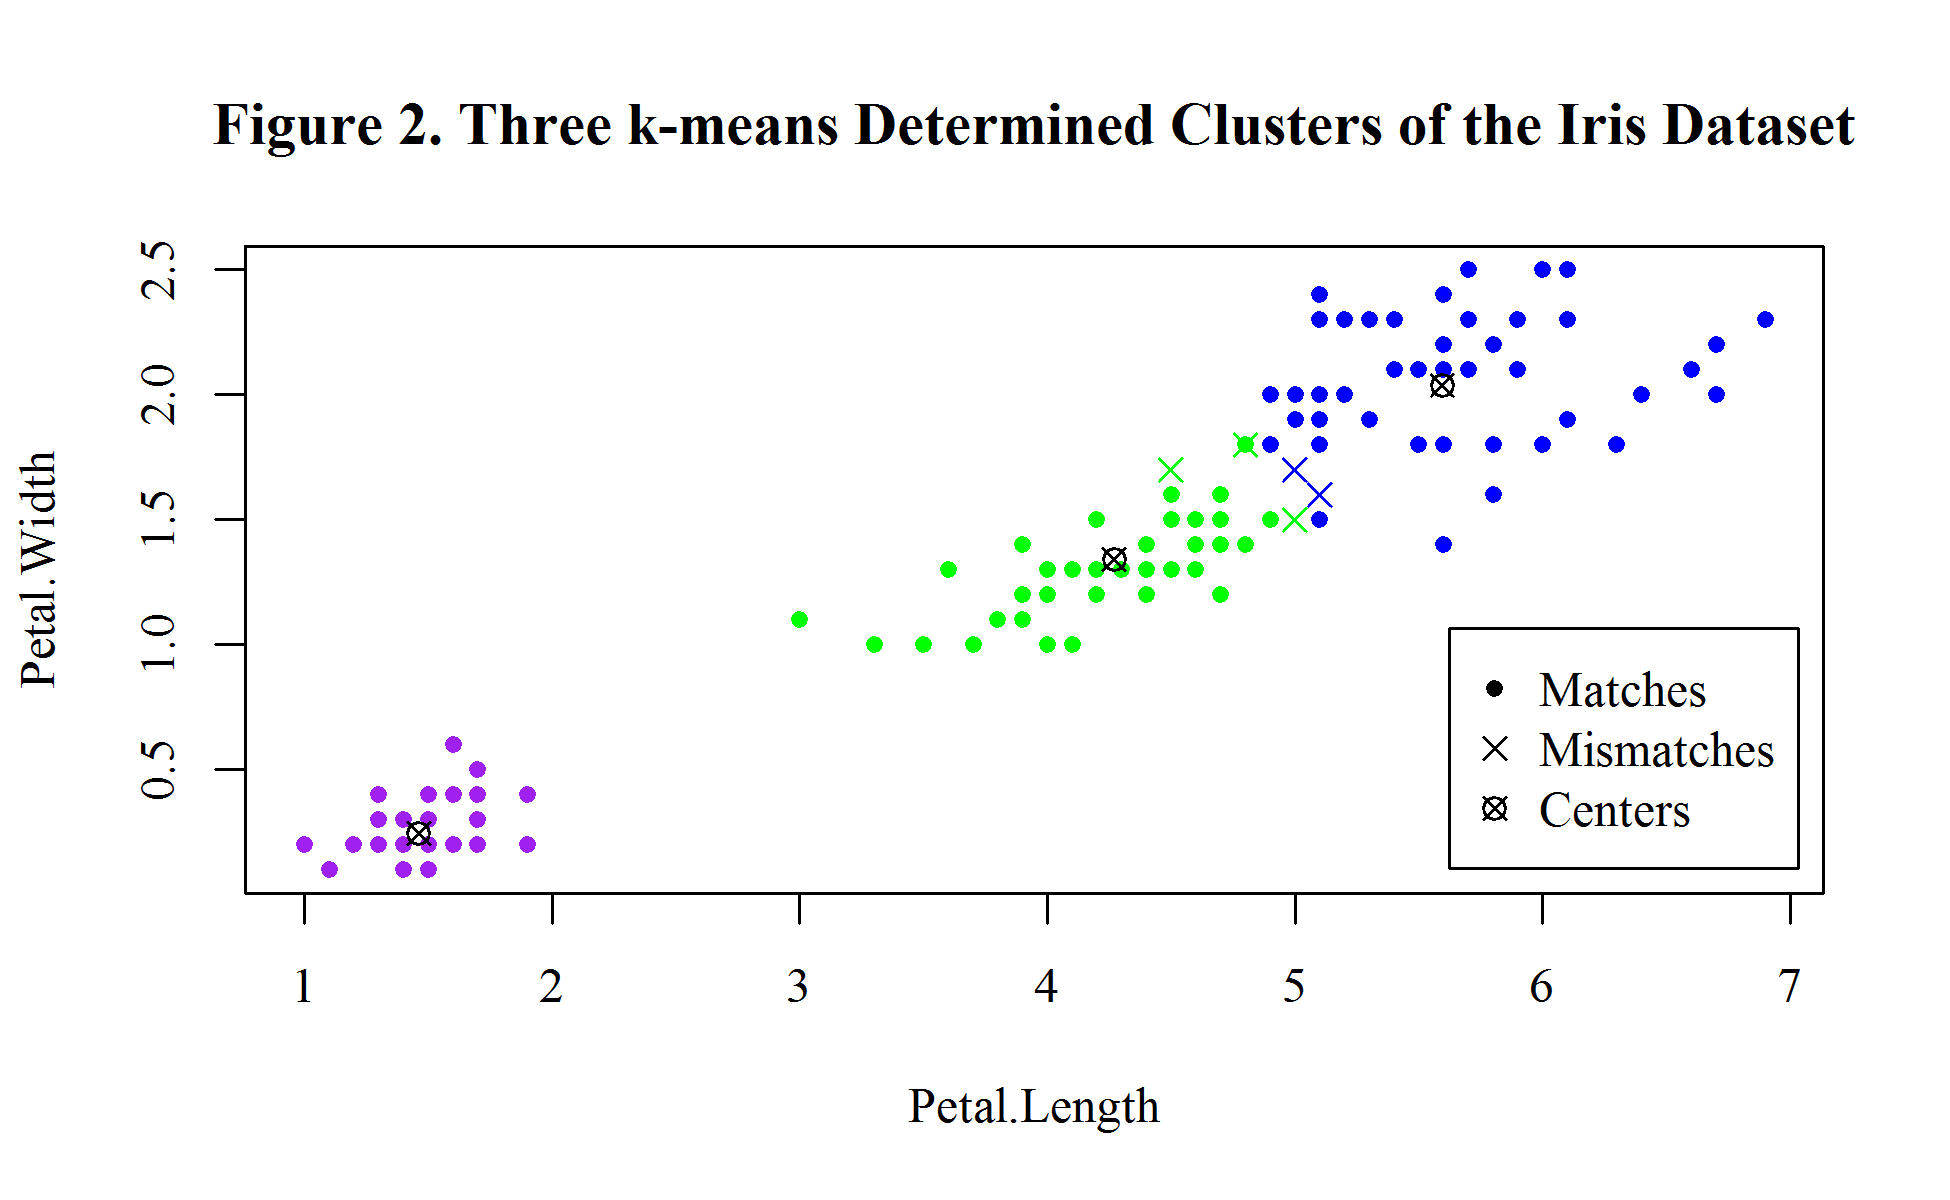 Figure 2. Three k-means Determined Clusters of the Iris Dataset
Petal.Width
2.5
2.0
1.5
1.0
0.5
Matches
Mismatches
Centers
1 2 3 4 5 6 7
Petal.Length